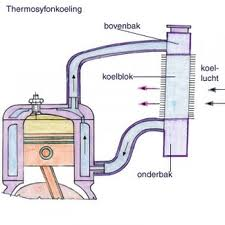 Thermosyfonkoeling
bovenbak
koelblok
koel-
lucht
onderbak